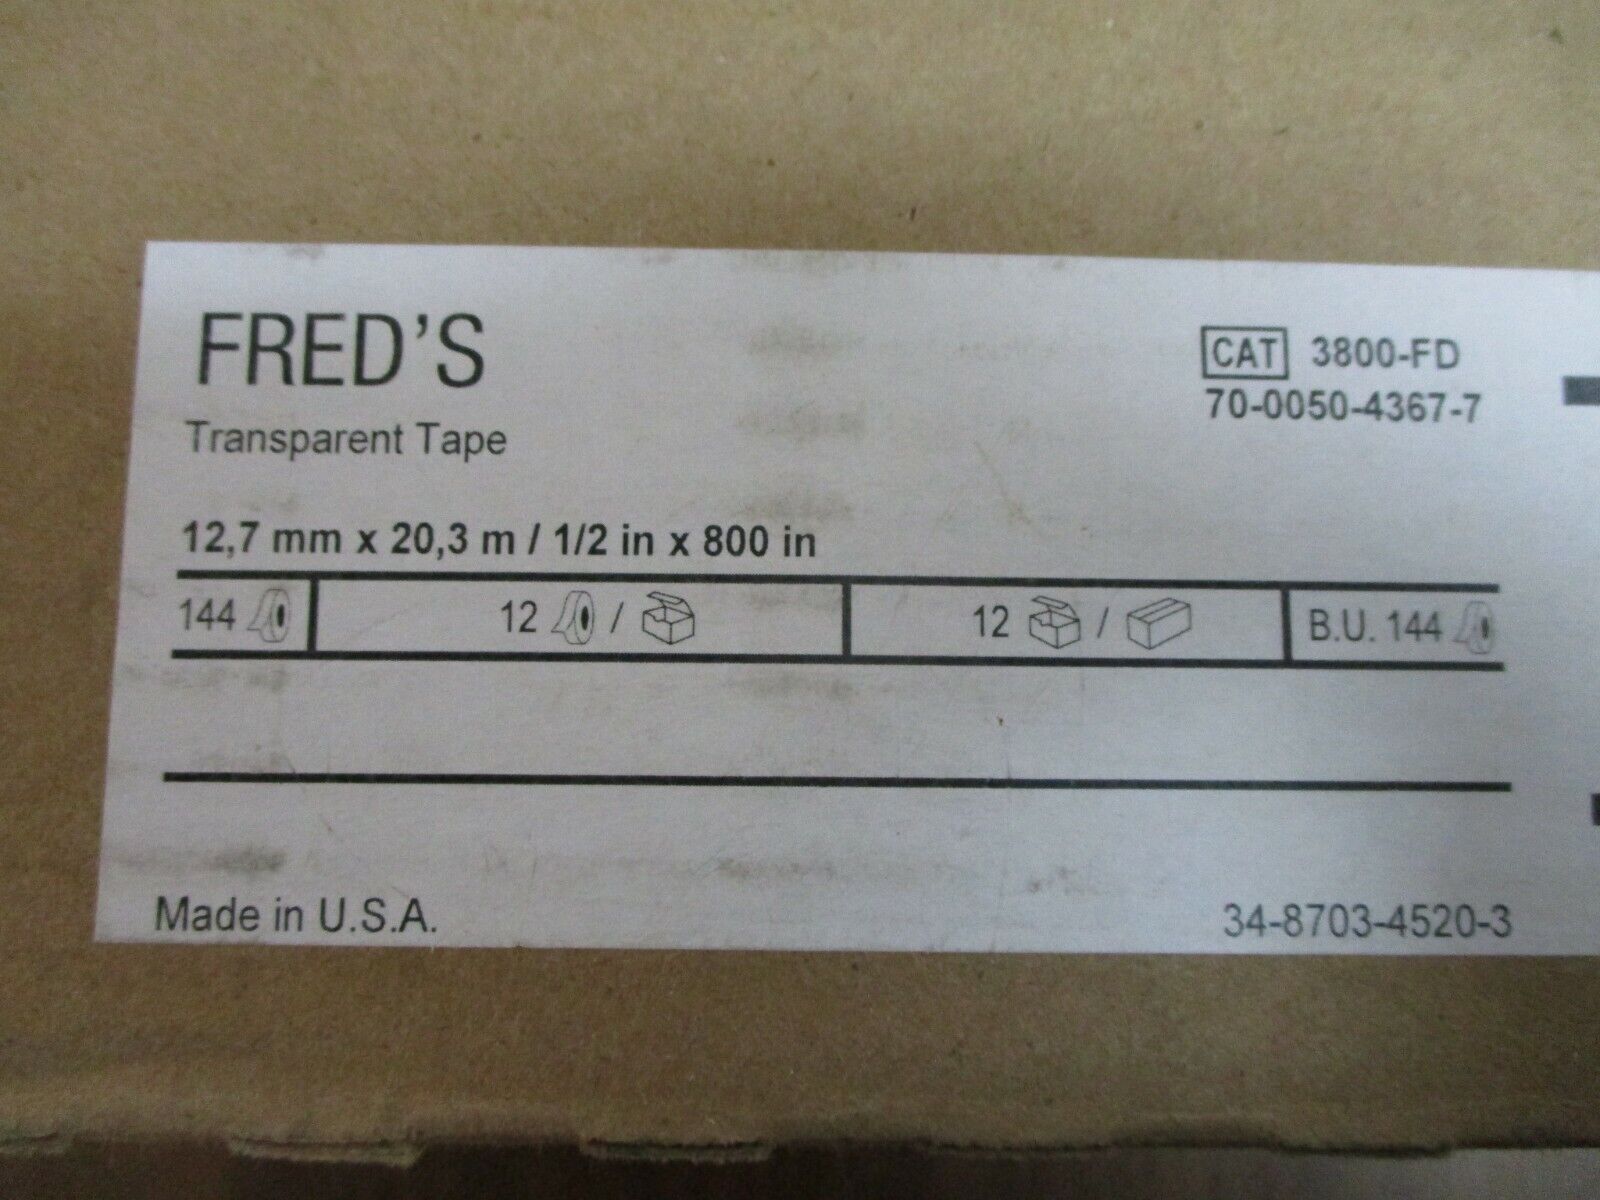 FRED'S
CAT 3800-FD
70-0050-4367-7
Transparent Tape
12,7 mm x 20,3 m / 1/2 in x 800 in
144 12 / 12 / B.U. 144
Made in U.S.A.
34-8703-4520-3